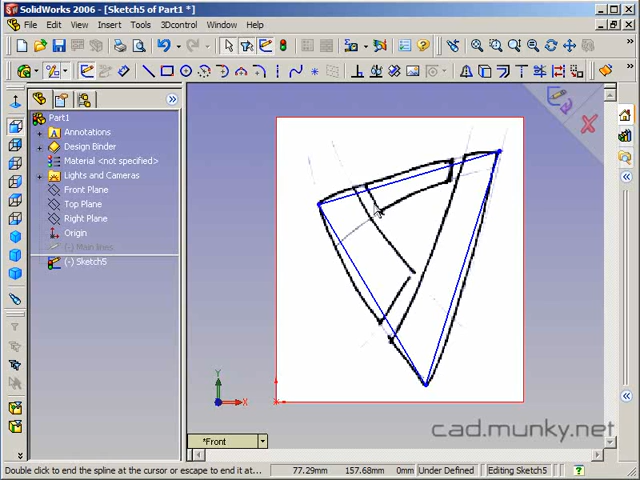 SolidWorks 2006 - [Sketch5 of Part1 *]
File Edit View Insert Tools 3Dcontrol Window Help
Part1
Annotations
Design Binder
Material <not specified>
Lights and Cameras
Front Plane
Top Plane
Right Plane
Origin
(-) Main lines
(-) Sketch5
Y
X
*Front
cad.munky.net
Double click to end the spline at the cursor or escape to end it at... 77.29mm 157.68mm 0mm Under Defined Editing Sketch5